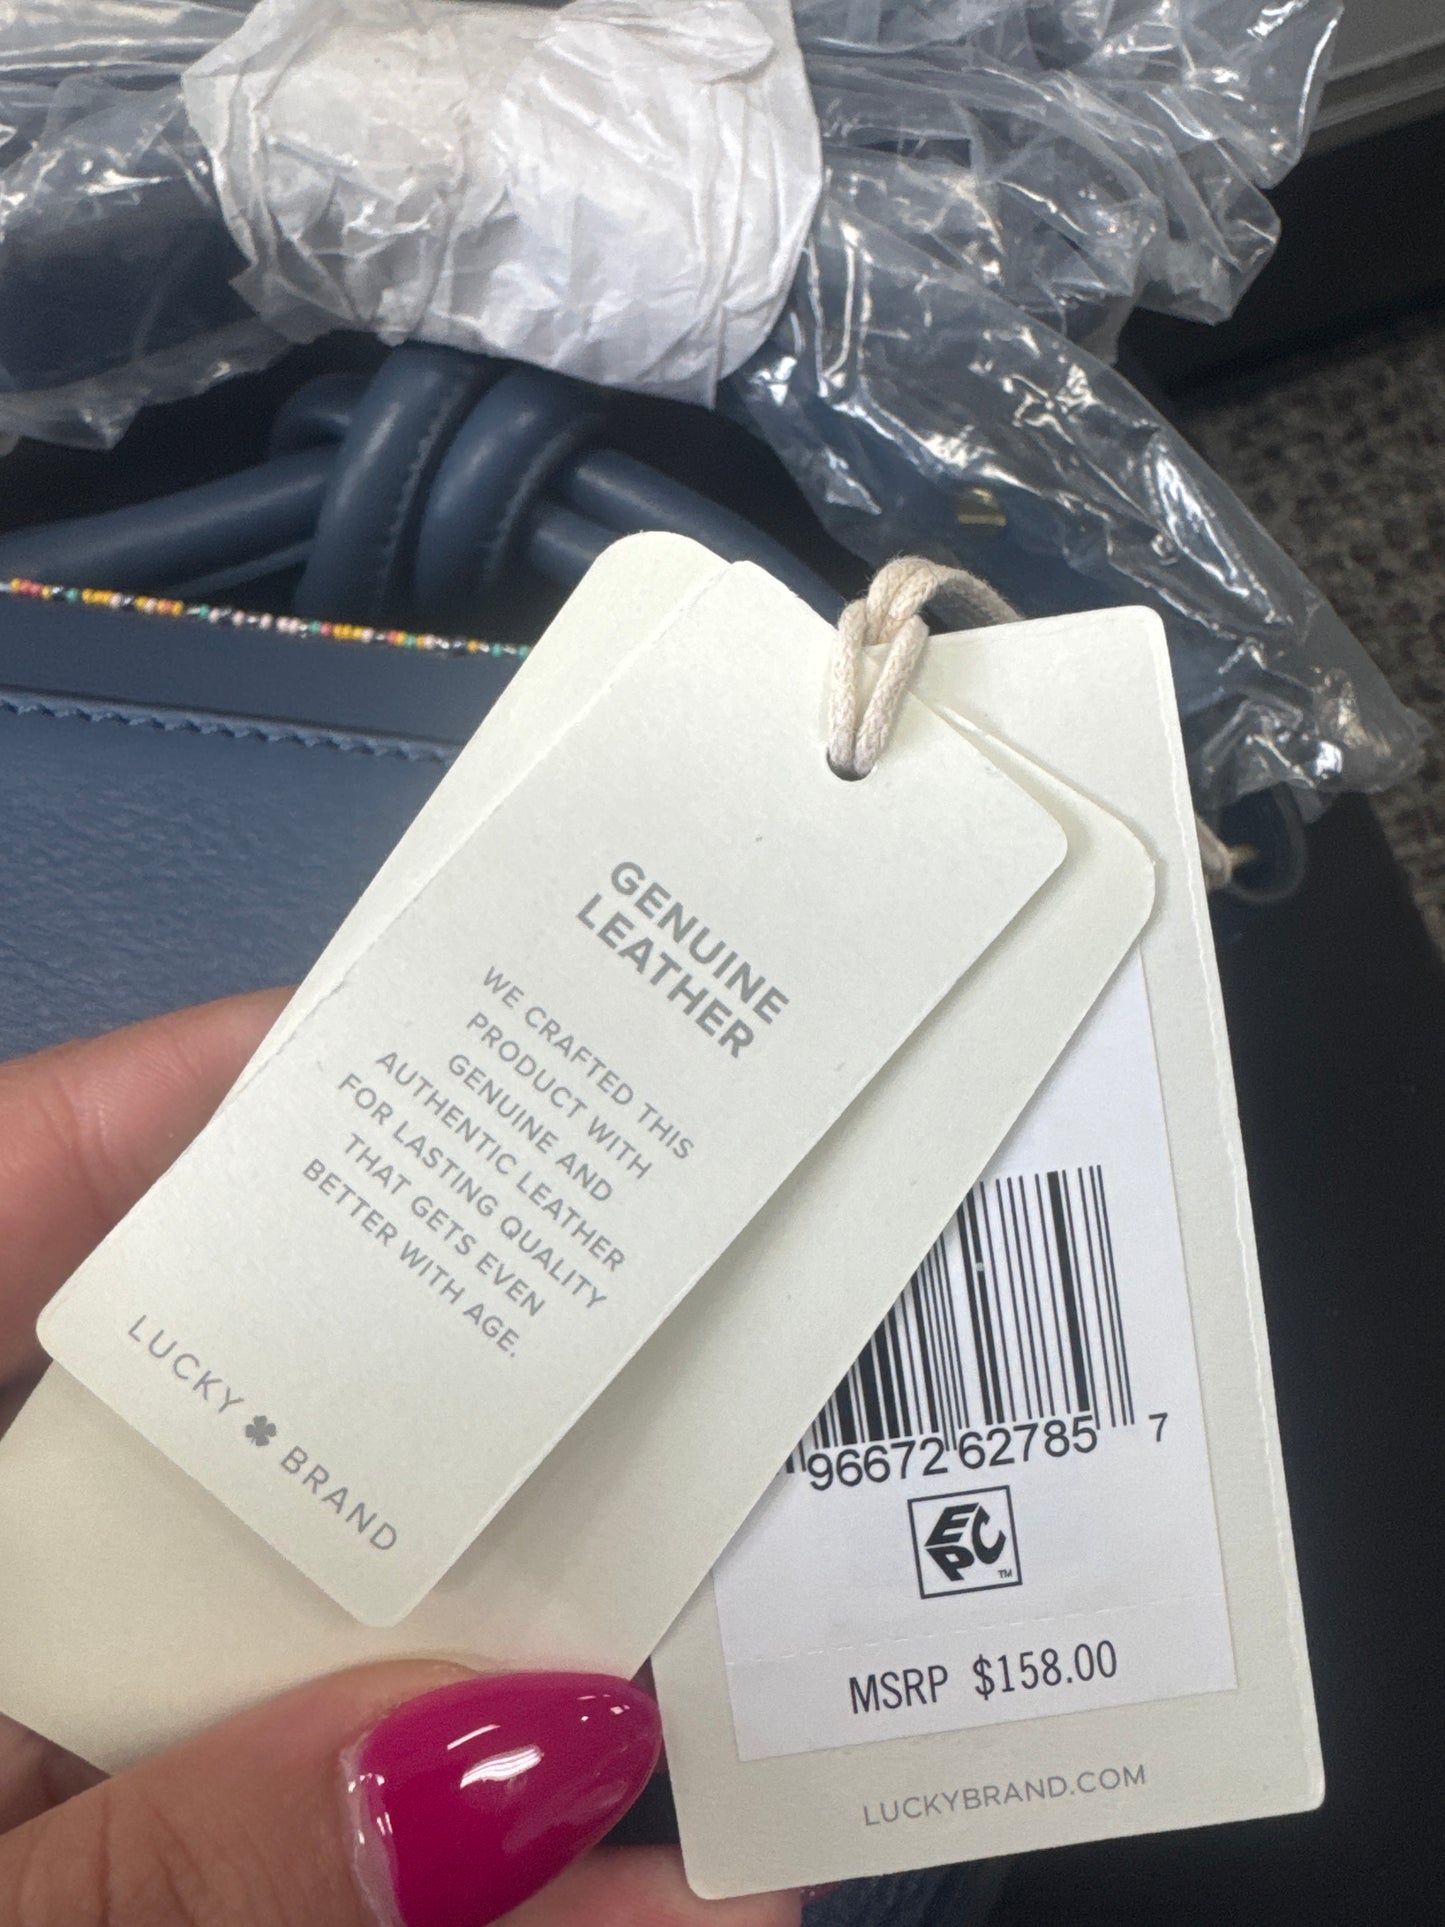 GENUINE
LEATHER
WE CRAFTED THIS
PRODUCT WITH
GENUINE AND
AUTHENTIC LEATHER
FOR LASTING QUALITY
THAT GETS EVEN
BETTER WITH AGE.
LUCKY BRAND
96672 62785 7
EPC
TM
MSRP $158.00
LUCKYBRAND.COM